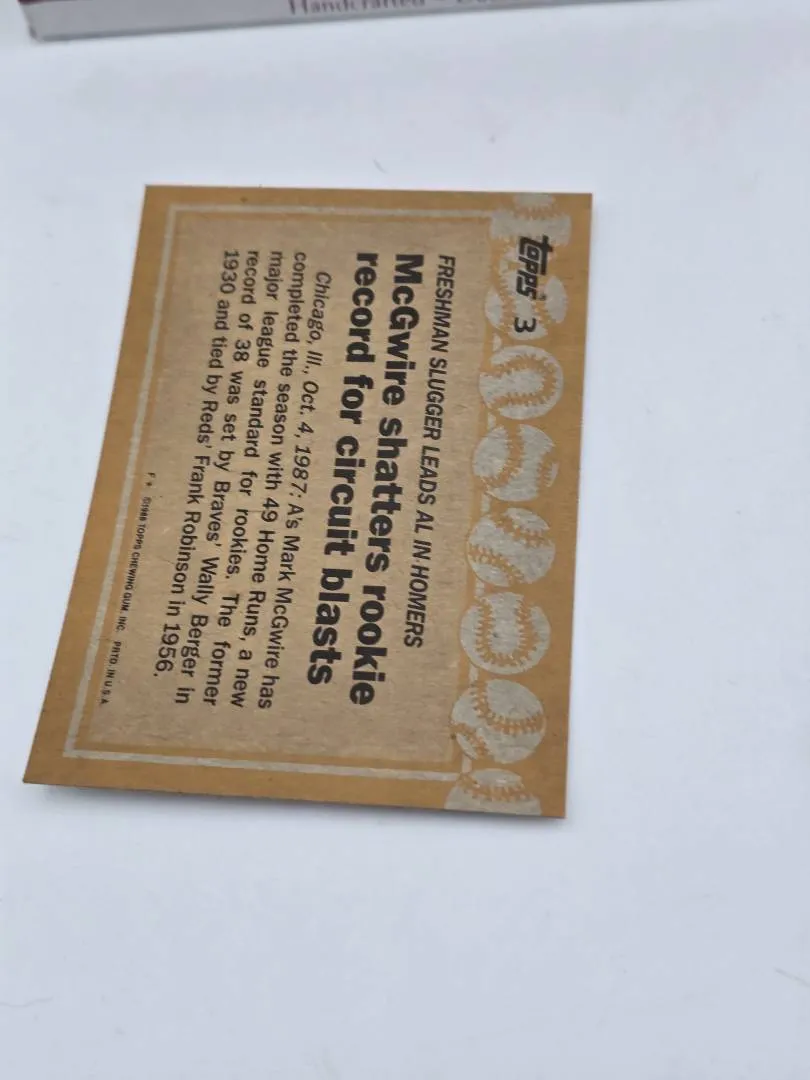 Handcrafted
Topps 3
FRESHMAN SLUGGER LEADS AL IN HOMERS
McGwire shatters rookie
record for circuit blasts
Chicago, Ill., Oct. 4, 1987: A's Mark McGwire has
completed the season with 49 Home Runs, a new
major league standard for rookies. The former
record of 38 was set by Braves' Wally Berger in
1930 and tied by Reds' Frank Robinson in 1956.
F* ©1988 TOPPS CHEWING GUM, INC. PRTD. IN U.S.A.